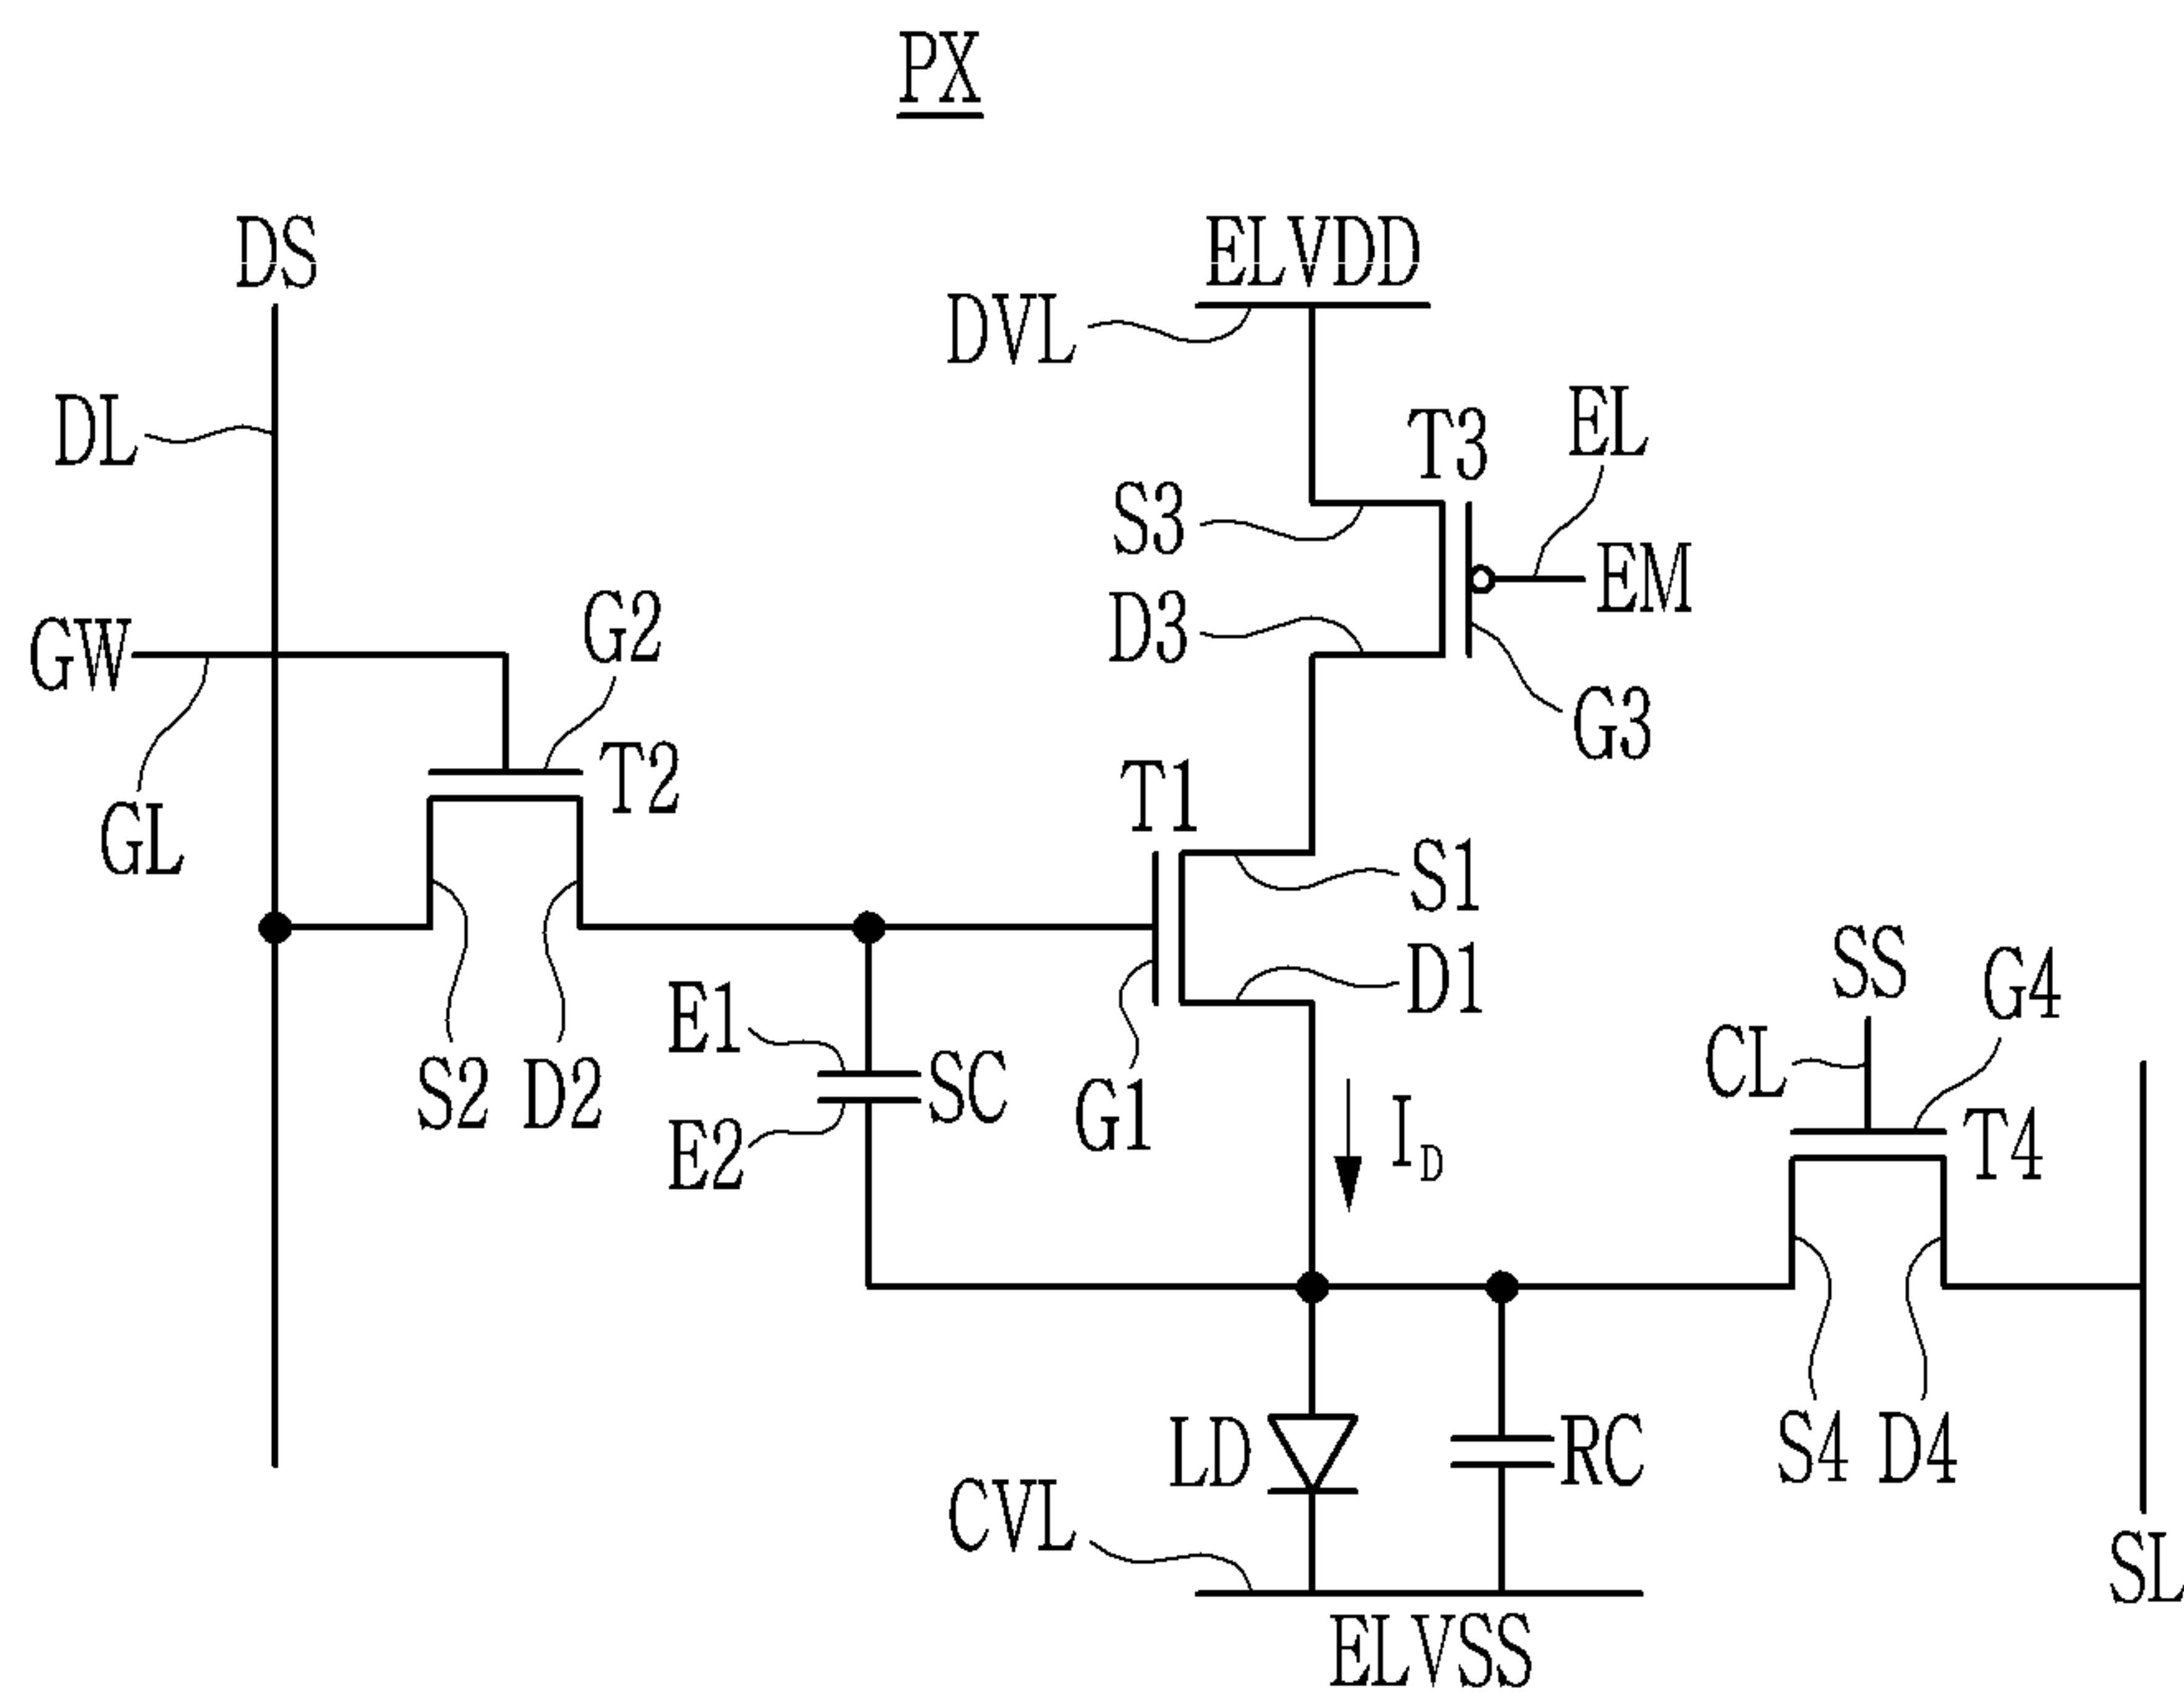 PX
DS
ELVDD
DVL
DL
EL
T3
S3
EM
D3
GW
G2
G3
T2
T1
GL
S1
D1
SS
G4
E1
CL
SC
S2
D2
G1
I_D
T4
E2
LD
RC
S4
D4
CVL
SL
ELVSS